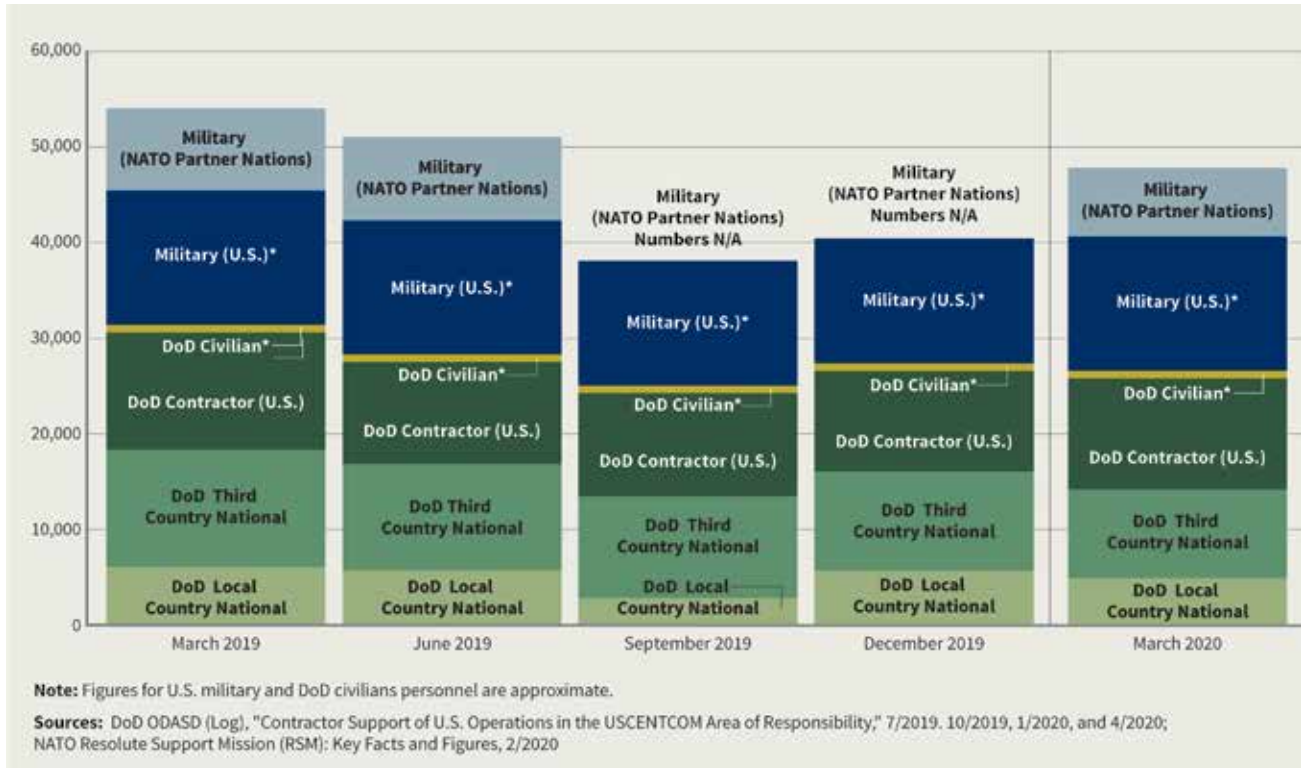 60,000
50,000
40,000
30,000
20,000
10,000
0
Military
(NATO Partner Nations)
Military (U.S.)*
DoD Civilian*
DoD Contractor (U.S.)
DoD Third
Country National
DoD Local
Country National
March 2019
Military
(NATO Partner Nations)
Military (U.S.)*
DoD Civilian*
DoD Contractor (U.S.)
DoD Third
Country National
DoD Local
Country National
June 2019
Military
(NATO Partner Nations)
Numbers N/A
Military (U.S.)*
DoD Civilian*
DoD Contractor (U.S.)
DoD Third
Country National
DoD Local
Country National
September 2019
Military
(NATO Partner Nations)
Numbers N/A
Military (U.S.)*
DoD Civilian*
DoD Contractor (U.S.)
DoD Third
Country National
DoD Local
Country National
December 2019
Military
(NATO Partner Nations)
Military (U.S.)*
DoD Civilian*
DoD Contractor (U.S.)
DoD Third
Country National
DoD Local
Country National
March 2020
Note: Figures for U.S. military and DoD civilians personnel are approximate.
Sources: DoD ODASD (Log), "Contractor Support of U.S. Operations in the USCENTCOM Area of Responsibility," 7/2019. 10/2019, 1/2020, and 4/2020;
NATO Resolute Support Mission (RSM): Key Facts and Figures, 2/2020